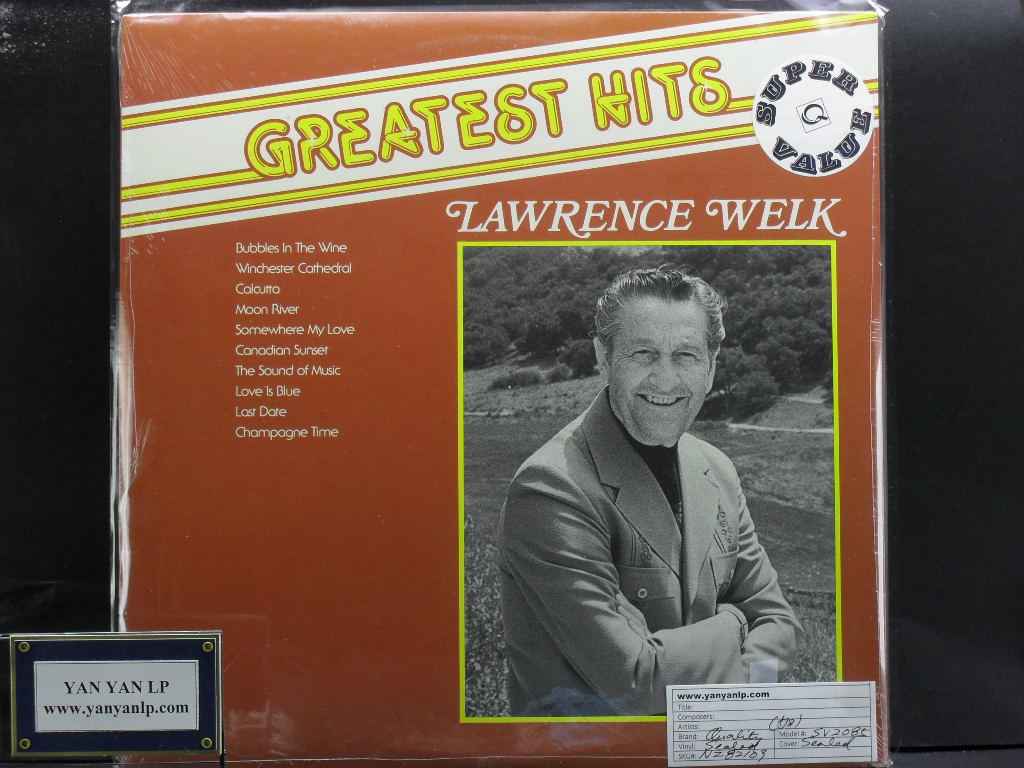 GREATEST HITS
SUPER
Q
VALUE
LAWRENCE WELK
Bubbles In The Wine
Winchester Cathedral
Calcutta
Moon River
Somewhere My Love
Canadian Sunset
The Sound of Music
Love Is Blue
Last Date
Champagne Time
YAN YAN LP
www.yanyanlp.com
www.yanyanlp.com
Title:
Composers:
Artists:
Brand: Quality Model#:
Vinyl: Sealed Cover: Sealed
SKU#: